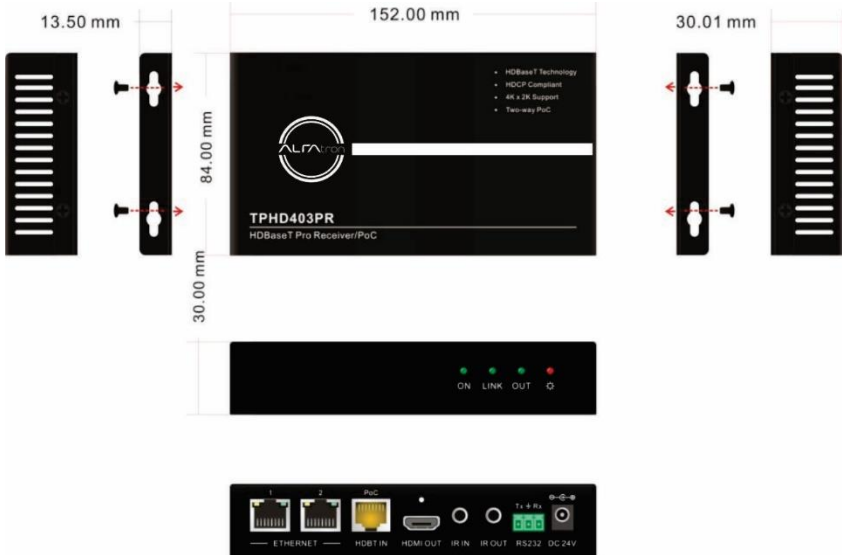 13.50 mm
152.00 mm
30.01 mm
84.00 mm
• HDBaseT Technology
• HDCP Compliant
• 4K x 2K Support
• Two-way PoC
ALFAtron
TPHD403PR
HDBaseT Pro Receiver/PoC
30.00 mm
ON LINK OUT
1 2 PoC
Tx Rx
ETHERNET HDBT IN HDMI OUT IR IN IR OUT RS232 DC 24V